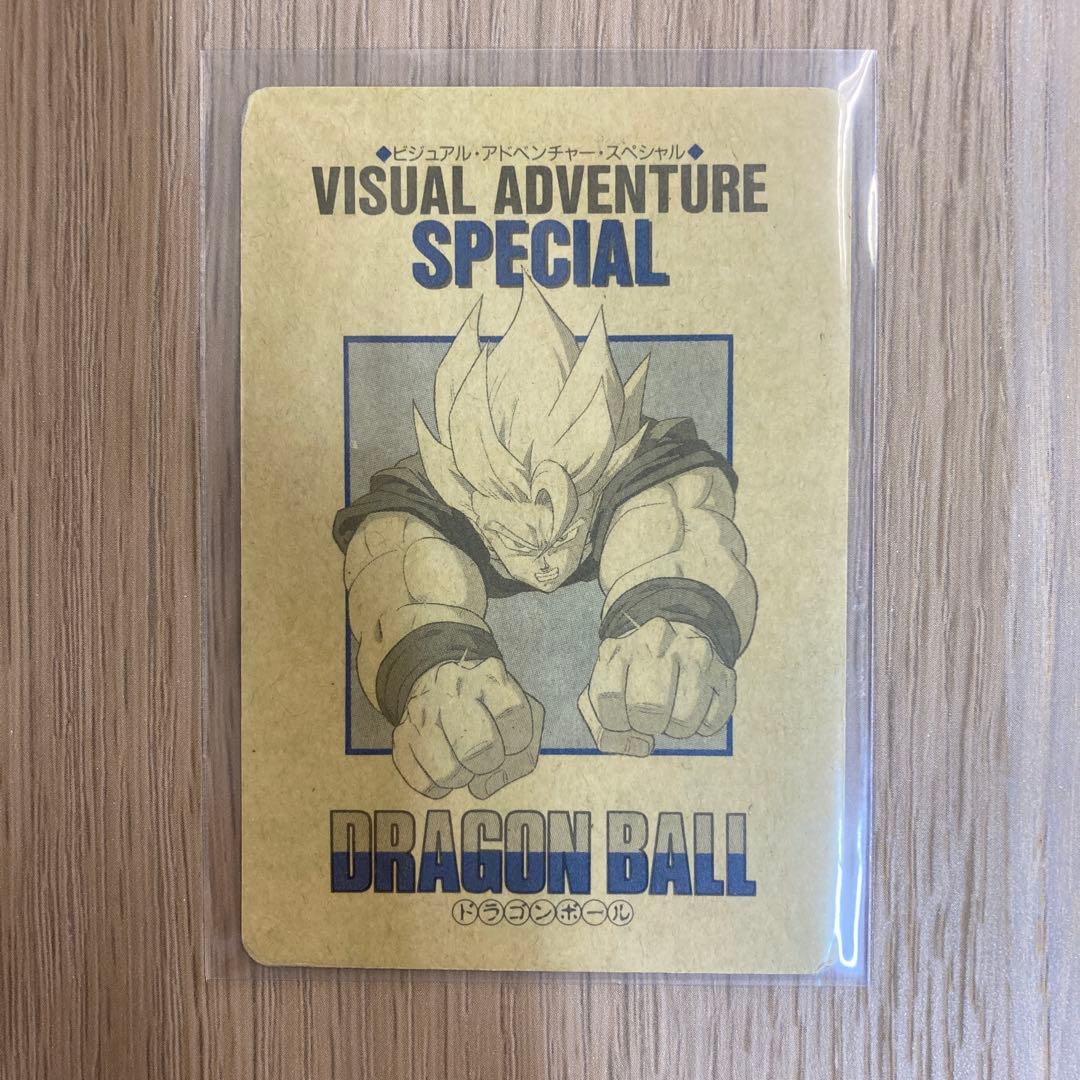 ◆ビジュアル・アドベンチャー・スペシャル◆
VISUAL ADVENTURE
SPECIAL
DRAGON BALL
ドラゴンボール